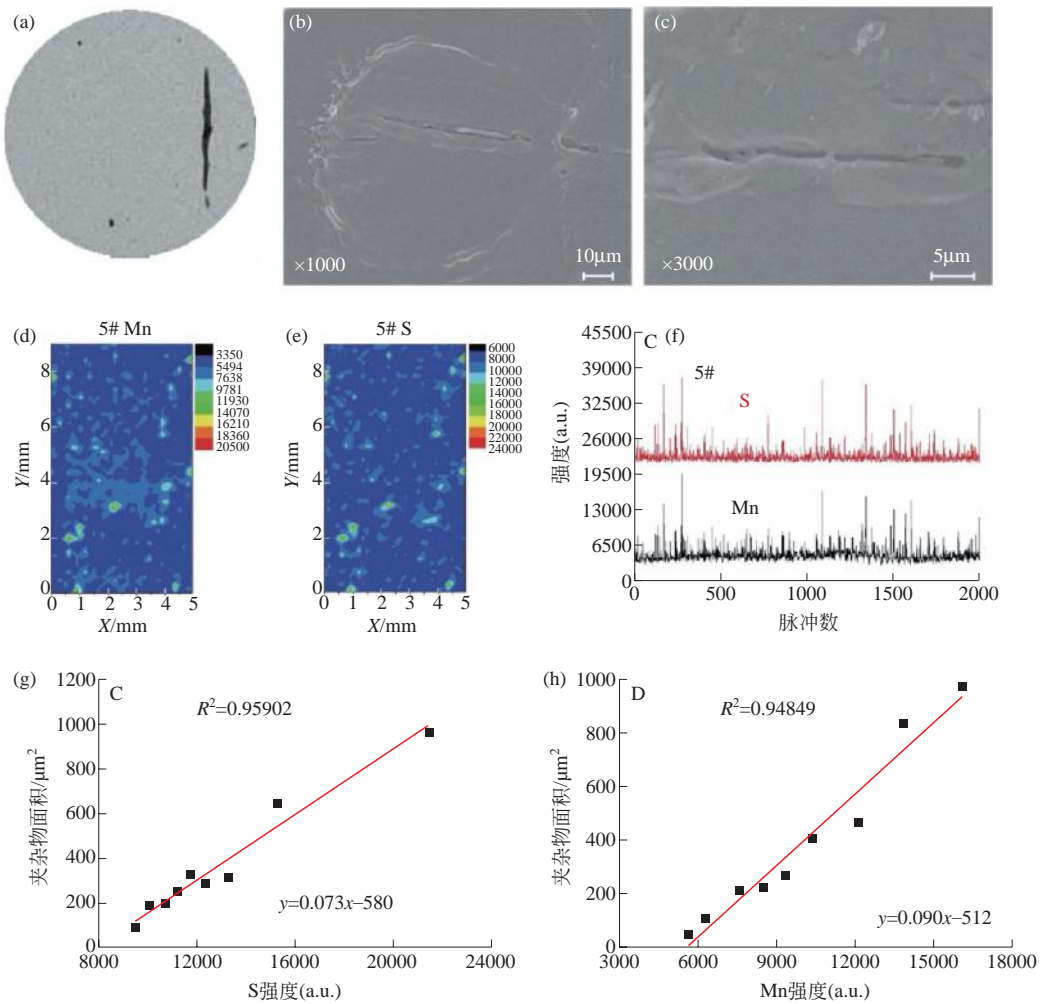 (a)
(b)
×1000
10μm
(c)
×3000
5μm
(d)
5# Mn
8
6
4
2
0
Y/mm
0 1 2 3 4 5
X/mm
3350
5494
7638
9781
11930
14070
16210
18360
20500
(e)
5# S
8
6
4
2
0
Y/mm
0 1 2 3 4 5
X/mm
6000
8000
10000
12000
14000
16000
18000
20000
22000
24000
C (f)
5#
S
Mn
45500
39000
32500
26000
19500
13000
6500
0
强度(a.u.)
0 500 1000 1500 2000
脉冲数
(g)
C
R²=0.95902
y=0.073x−580
1200
1000
800
600
400
200
0
夹杂物面积/μm²
8000 12000 16000 20000 24000
S强度(a.u.)
(h)
D
R²=0.94849
y=0.090x−512
1000
800
600
400
200
0
夹杂物面积/μm²
3000 6000 9000 12000 15000 18000
Mn强度(a.u.)